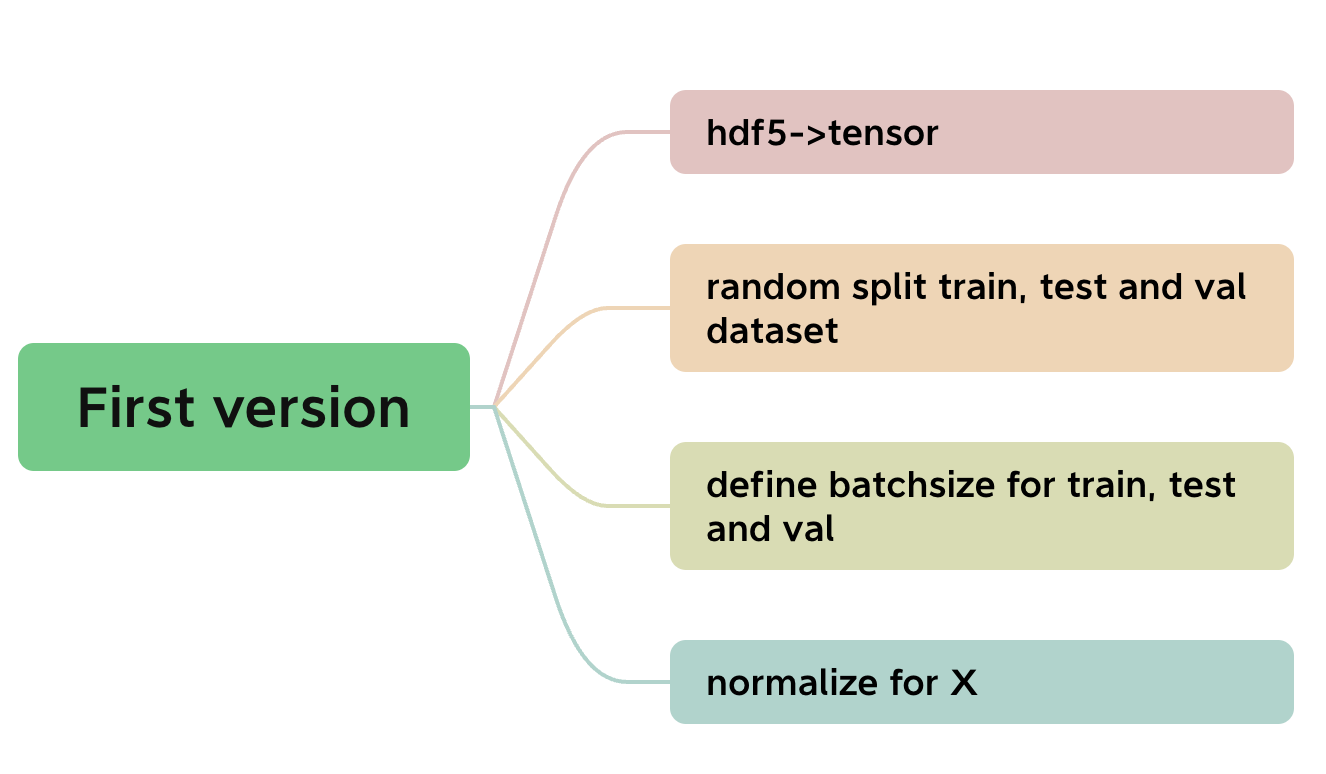 First version
hdf5->tensor
random split train, test and val
dataset
define batchsize for train, test
and val
normalize for X